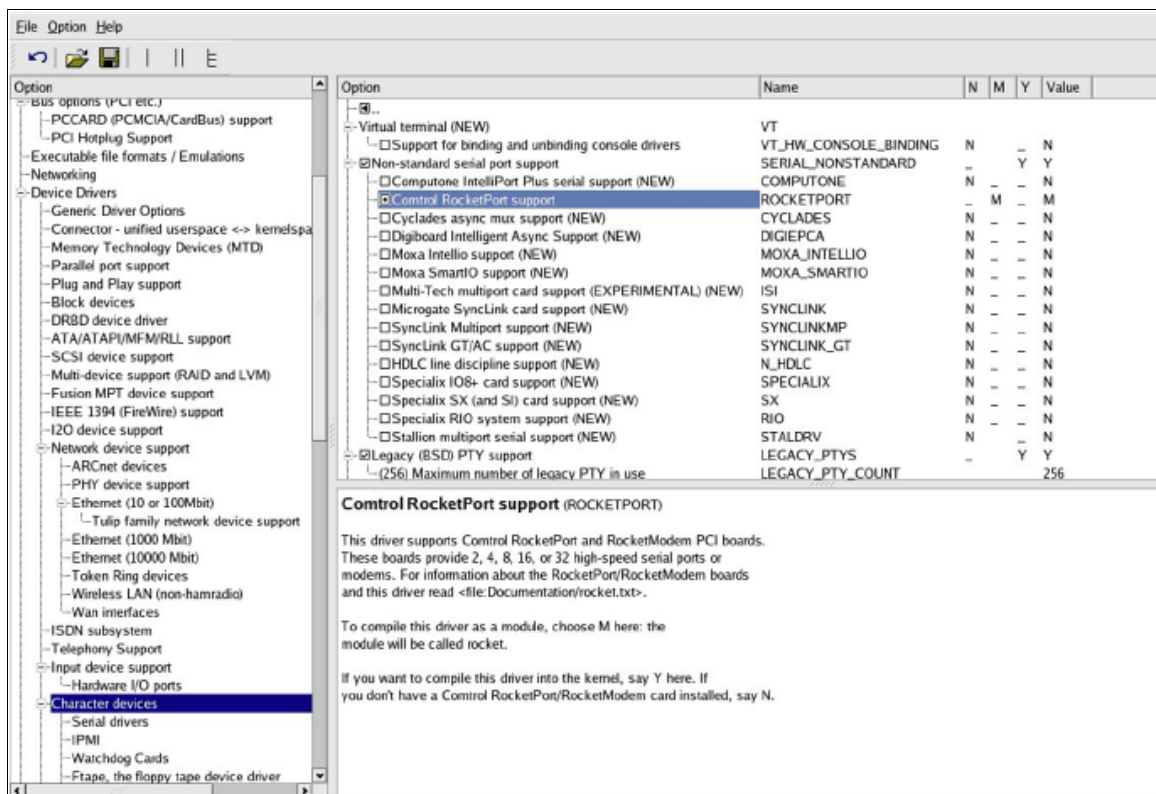 File Option Help
Option
Bus options (PCI etc.)
PCCARD (PCMCIA/CardBus) support
PCI Hotplug Support
Executable file formats / Emulations
Networking
Device Drivers
Generic Driver Options
Connector - unified userspace <-> kernelspa
Memory Technology Devices (MTD)
Parallel port support
Plug and Play support
Block devices
DRBD device driver
ATA/ATAPI/MFM/RLL support
SCSI device support
Multi-device support (RAID and LVM)
Fusion MPT device support
IEEE 1394 (FireWire) support
I2O device support
Network device support
ARCnet devices
PHY device support
Ethernet (10 or 100Mbit)
Tulip family network device support
Ethernet (1000 Mbit)
Ethernet (10000 Mbit)
Token Ring devices
Wireless LAN (non-hamradio)
Wan interfaces
ISDN subsystem
Telephony Support
Input device support
Hardware I/O ports
Character devices
Serial drivers
IPMI
Watchdog Cards
Ftape, the floppy tape device driver
Option Name N M Y Value
..
Virtual terminal (NEW) VT
Support for binding and unbinding console drivers VT_HW_CONSOLE_BINDING N _ N
Non-standard serial port support SERIAL_NONSTANDARD _ Y Y
Computone IntelliPort Plus serial support (NEW) COMPUTONE N _ _ N
Comtrol RocketPort support ROCKETPORT _ M _ M
Cyclades async mux support (NEW) CYCLADES N _ _ N
Digiboard Intelligent Async Support (NEW) DIGIEPCA N _ _ N
Moxa Intellio support (NEW) MOXA_INTELLIO N _ _ N
Moxa SmartIO support (NEW) MOXA_SMARTIO N _ _ N
Multi-Tech multiport card support (EXPERIMENTAL) (NEW) ISI N _ _ N
Microgate SyncLink card support (NEW) SYNCLINK N _ _ N
SyncLink Multiport support (NEW) SYNCLINKMP N _ _ N
SyncLink GT/AC support (NEW) SYNCLINK_GT N _ _ N
HDLC line discipline support (NEW) N_HDLC N _ _ N
Specialix IO8+ card support (NEW) SPECIALIX N _ _ N
Specialix SX (and SI) card support (NEW) SX N _ _ N
Specialix RIO system support (NEW) RIO N _ _ N
Stallion multiport serial support (NEW) STALDRV N _ N
Legacy (BSD) PTY support LEGACY_PTYS _ Y Y
(256) Maximum number of legacy PTY in use LEGACY_PTY_COUNT 256
Comtrol RocketPort support (ROCKETPORT)
This driver supports Comtrol RocketPort and RocketModem PCI boards.
These boards provide 2, 4, 8, 16, or 32 high-speed serial ports or
modems. For information about the RocketPort/RocketModem boards
and this driver read <file:Documentation/rocket.txt>.
To compile this driver as a module, choose M here: the
module will be called rocket.
If you want to compile this driver into the kernel, say Y here. If
you don't have a Comtrol RocketPort/RocketModem card installed, say N.